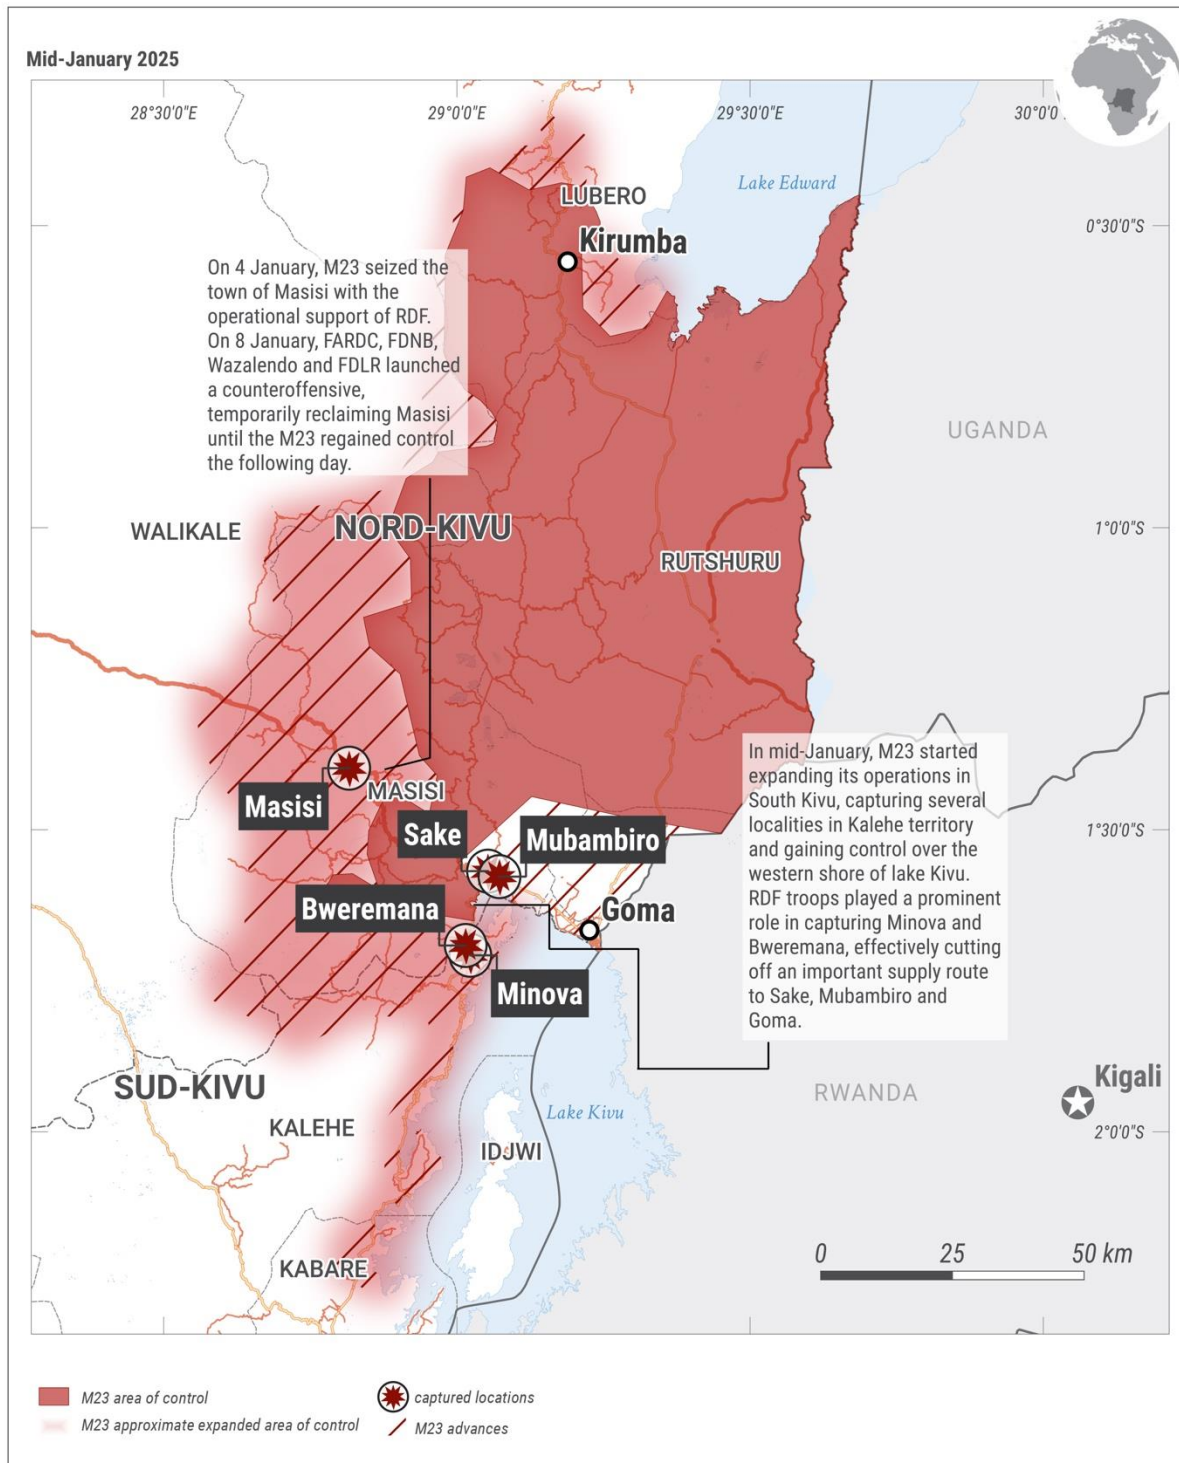 Mid-January 2025
28°30'0"E
29°0'0"E
29°30'0"E
30°0'0
Lake Edward
LUBERO
Kirumba
0°30'0"S
On 4 January, M23 seized the
town of Masisi with the
operational support of RDF.
On 8 January, FARDC, FDNB,
Wazalendo and FDLR launched
a counteroffensive,
temporarily reclaiming Masisi
until the M23 regained control
the following day.
UGANDA
WALIKALE
NORD-KIVU
1°0'0"S
RUTSHURU
In mid-January, M23 started
expanding its operations in
South Kivu, capturing several
localities in Kalehe territory
and gaining control over the
western shore of lake Kivu.
RDF troops played a prominent
role in capturing Minova and
Bweremana, effectively cutting
off an important supply route
to Sake, Mubambiro and
Goma.
Masisi
MASISI
Sake
Mubambiro
1°30'0"S
Bweremana
Goma
Minova
SUD-KIVU
Kigali
RWANDA
Lake Kivu
KALEHE
IDJWI
2°0'0"S
KABARE
0 25 50 km
M23 area of control
captured locations
M23 approximate expanded area of control
M23 advances